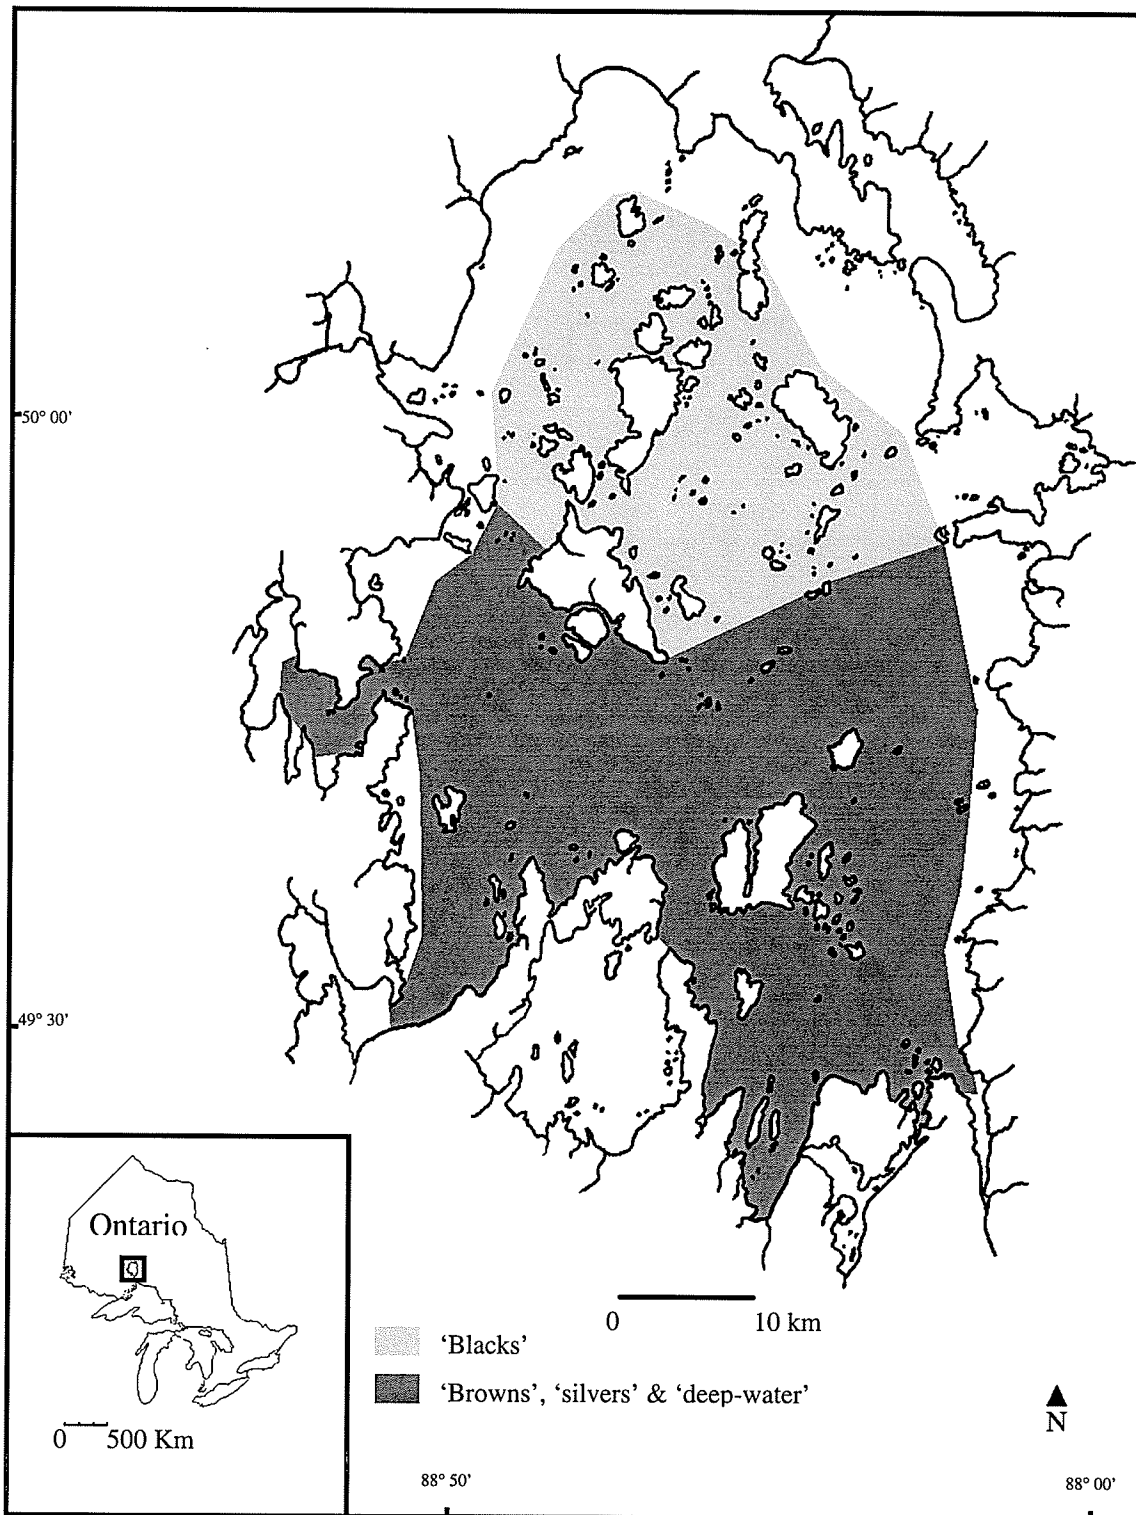 50° 00'
49° 30'
Ontario
0 500 Km
0 10 km
‘Blacks’
‘Browns’, ‘silvers’ & ‘deep-water’
N
88° 50'
88° 00'